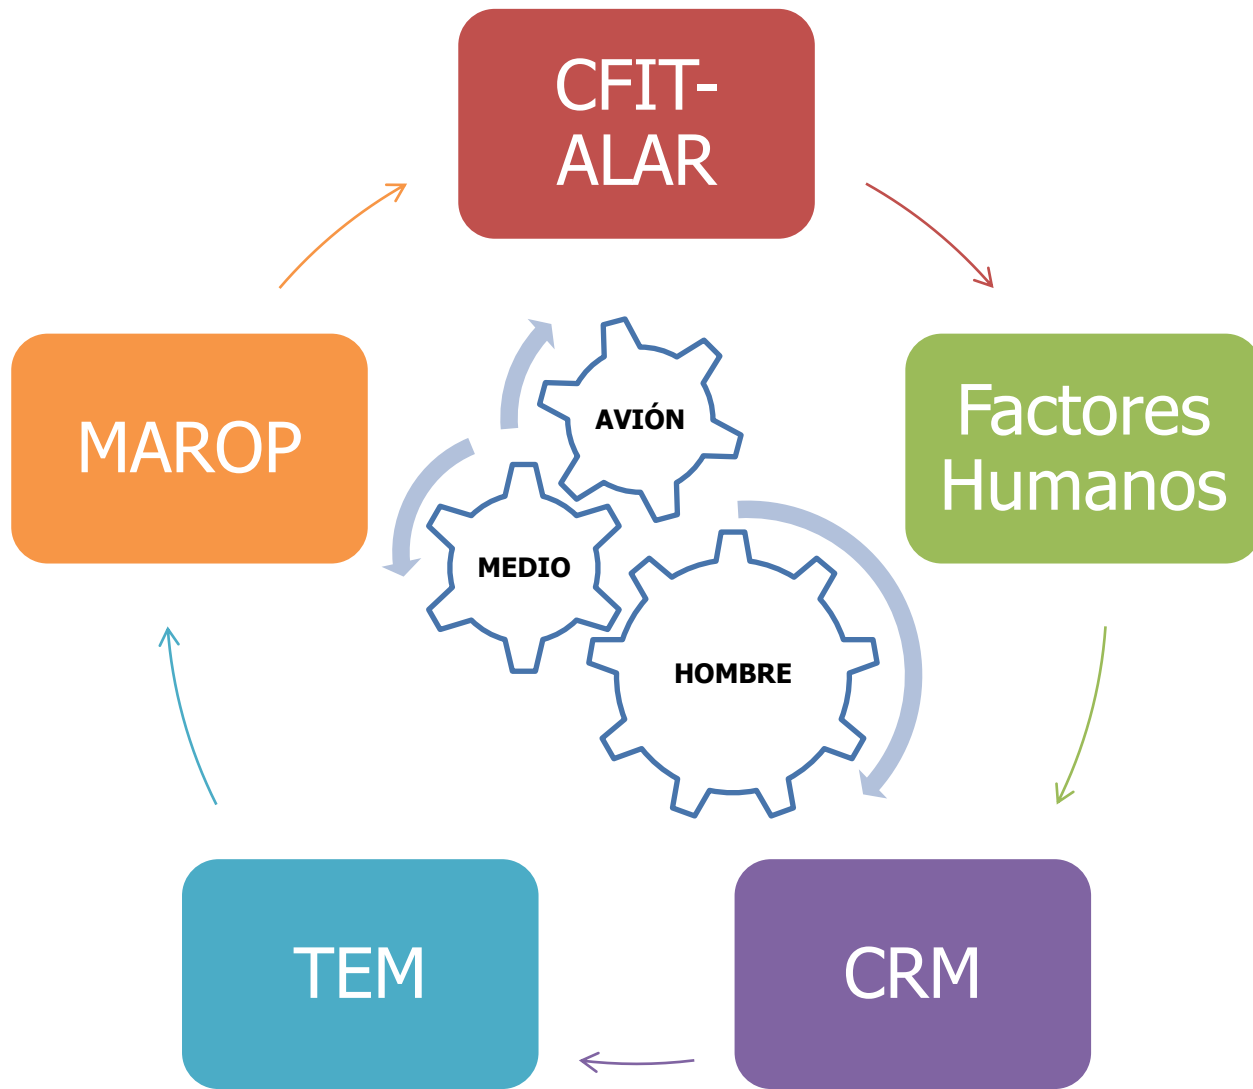 CFIT-
ALAR
MAROP
Factores
Humanos
AVIÓN
MEDIO
HOMBRE
TEM
CRM